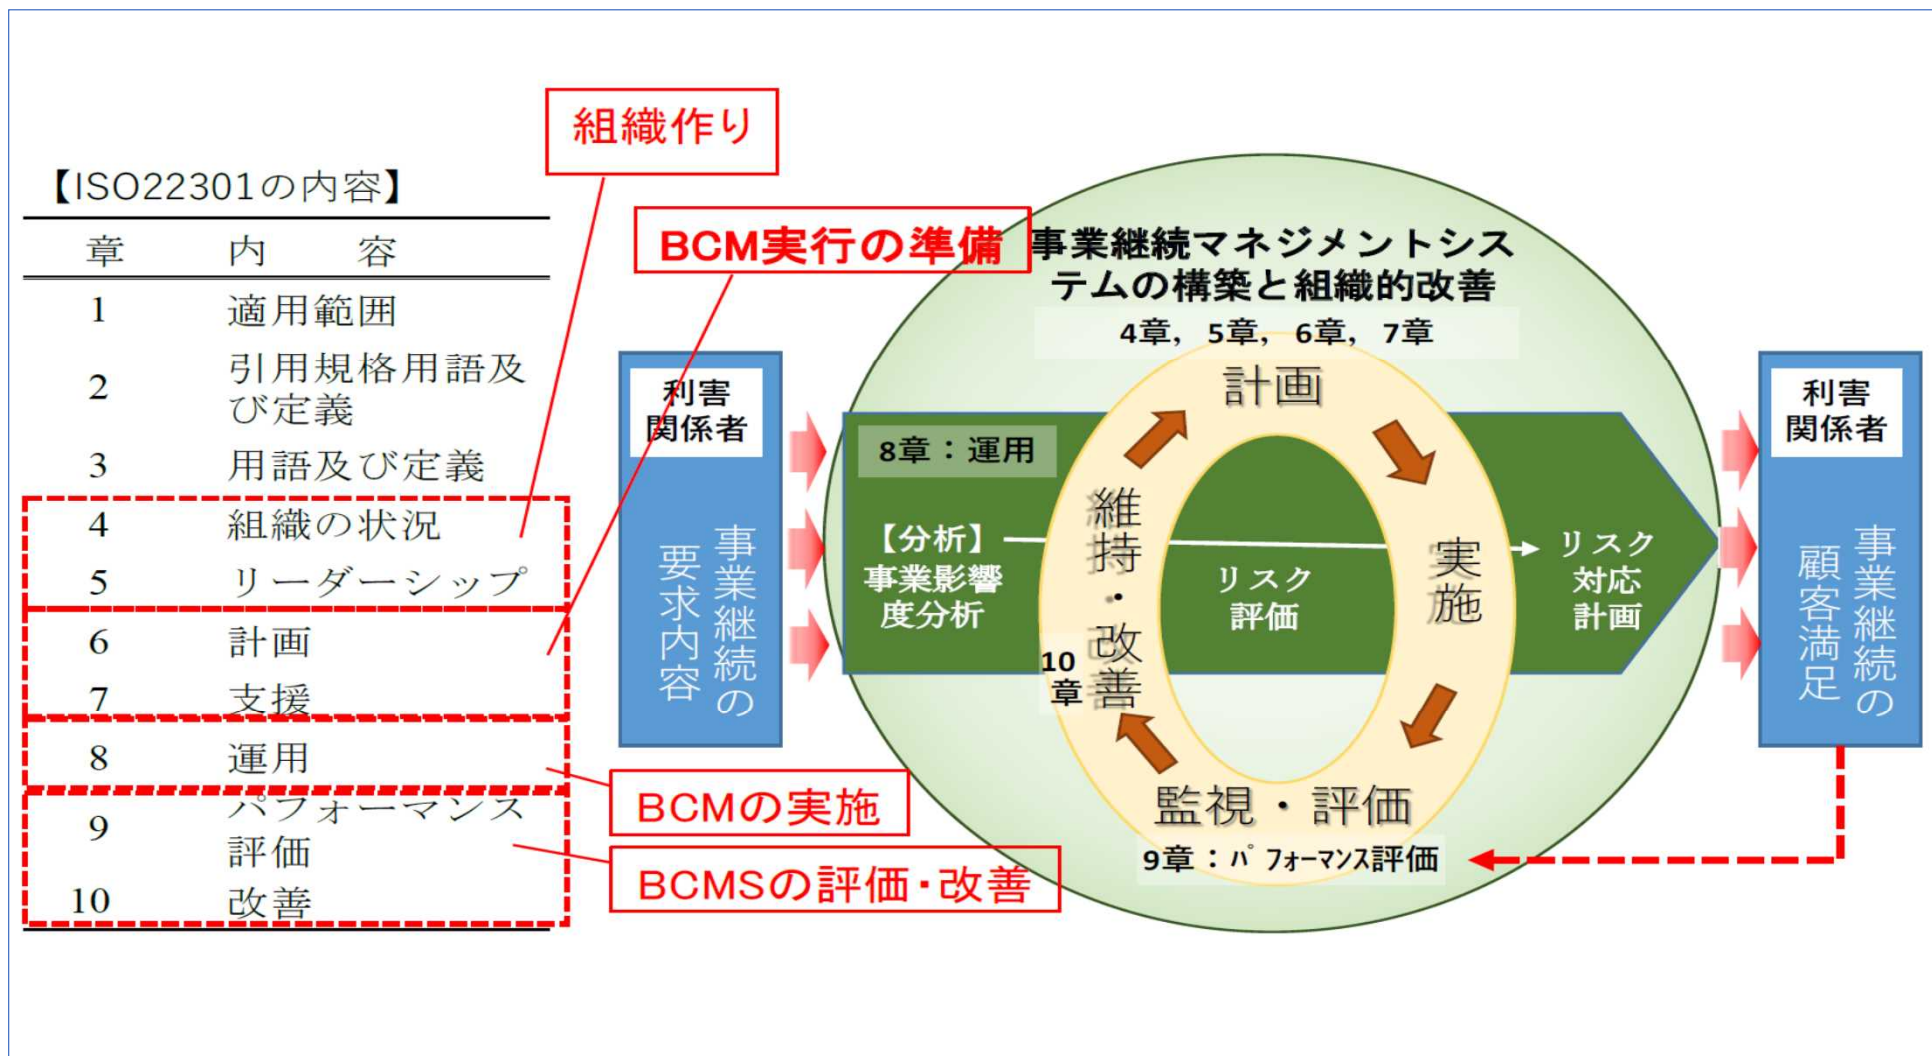 組織作り
【ISO22301の内容】
章 内 容
1 適用範囲
2 引用規格用語及
び定義
3 用語及び定義
4 組織の状況
5 リーダーシップ
6 計画
7 支援
8 運用
9 パフォーマンス
評価
10 改善
BCM実行の準備
BCMの実施
BCMSの評価・改善
利害
関係者
事業継続の
要求内容
事業継続マネジメントシス
テムの構築と組織的改善
4章，5章，6章，7章
計画
8章：運用
【分析】
事業影響
度分析
リスク
評価
リスク
対応
計画
実施
維持・改善
10
章
監視・評価
9章：ﾊﾟフォーマンス評価
利害
関係者
事業継続の
顧客満足